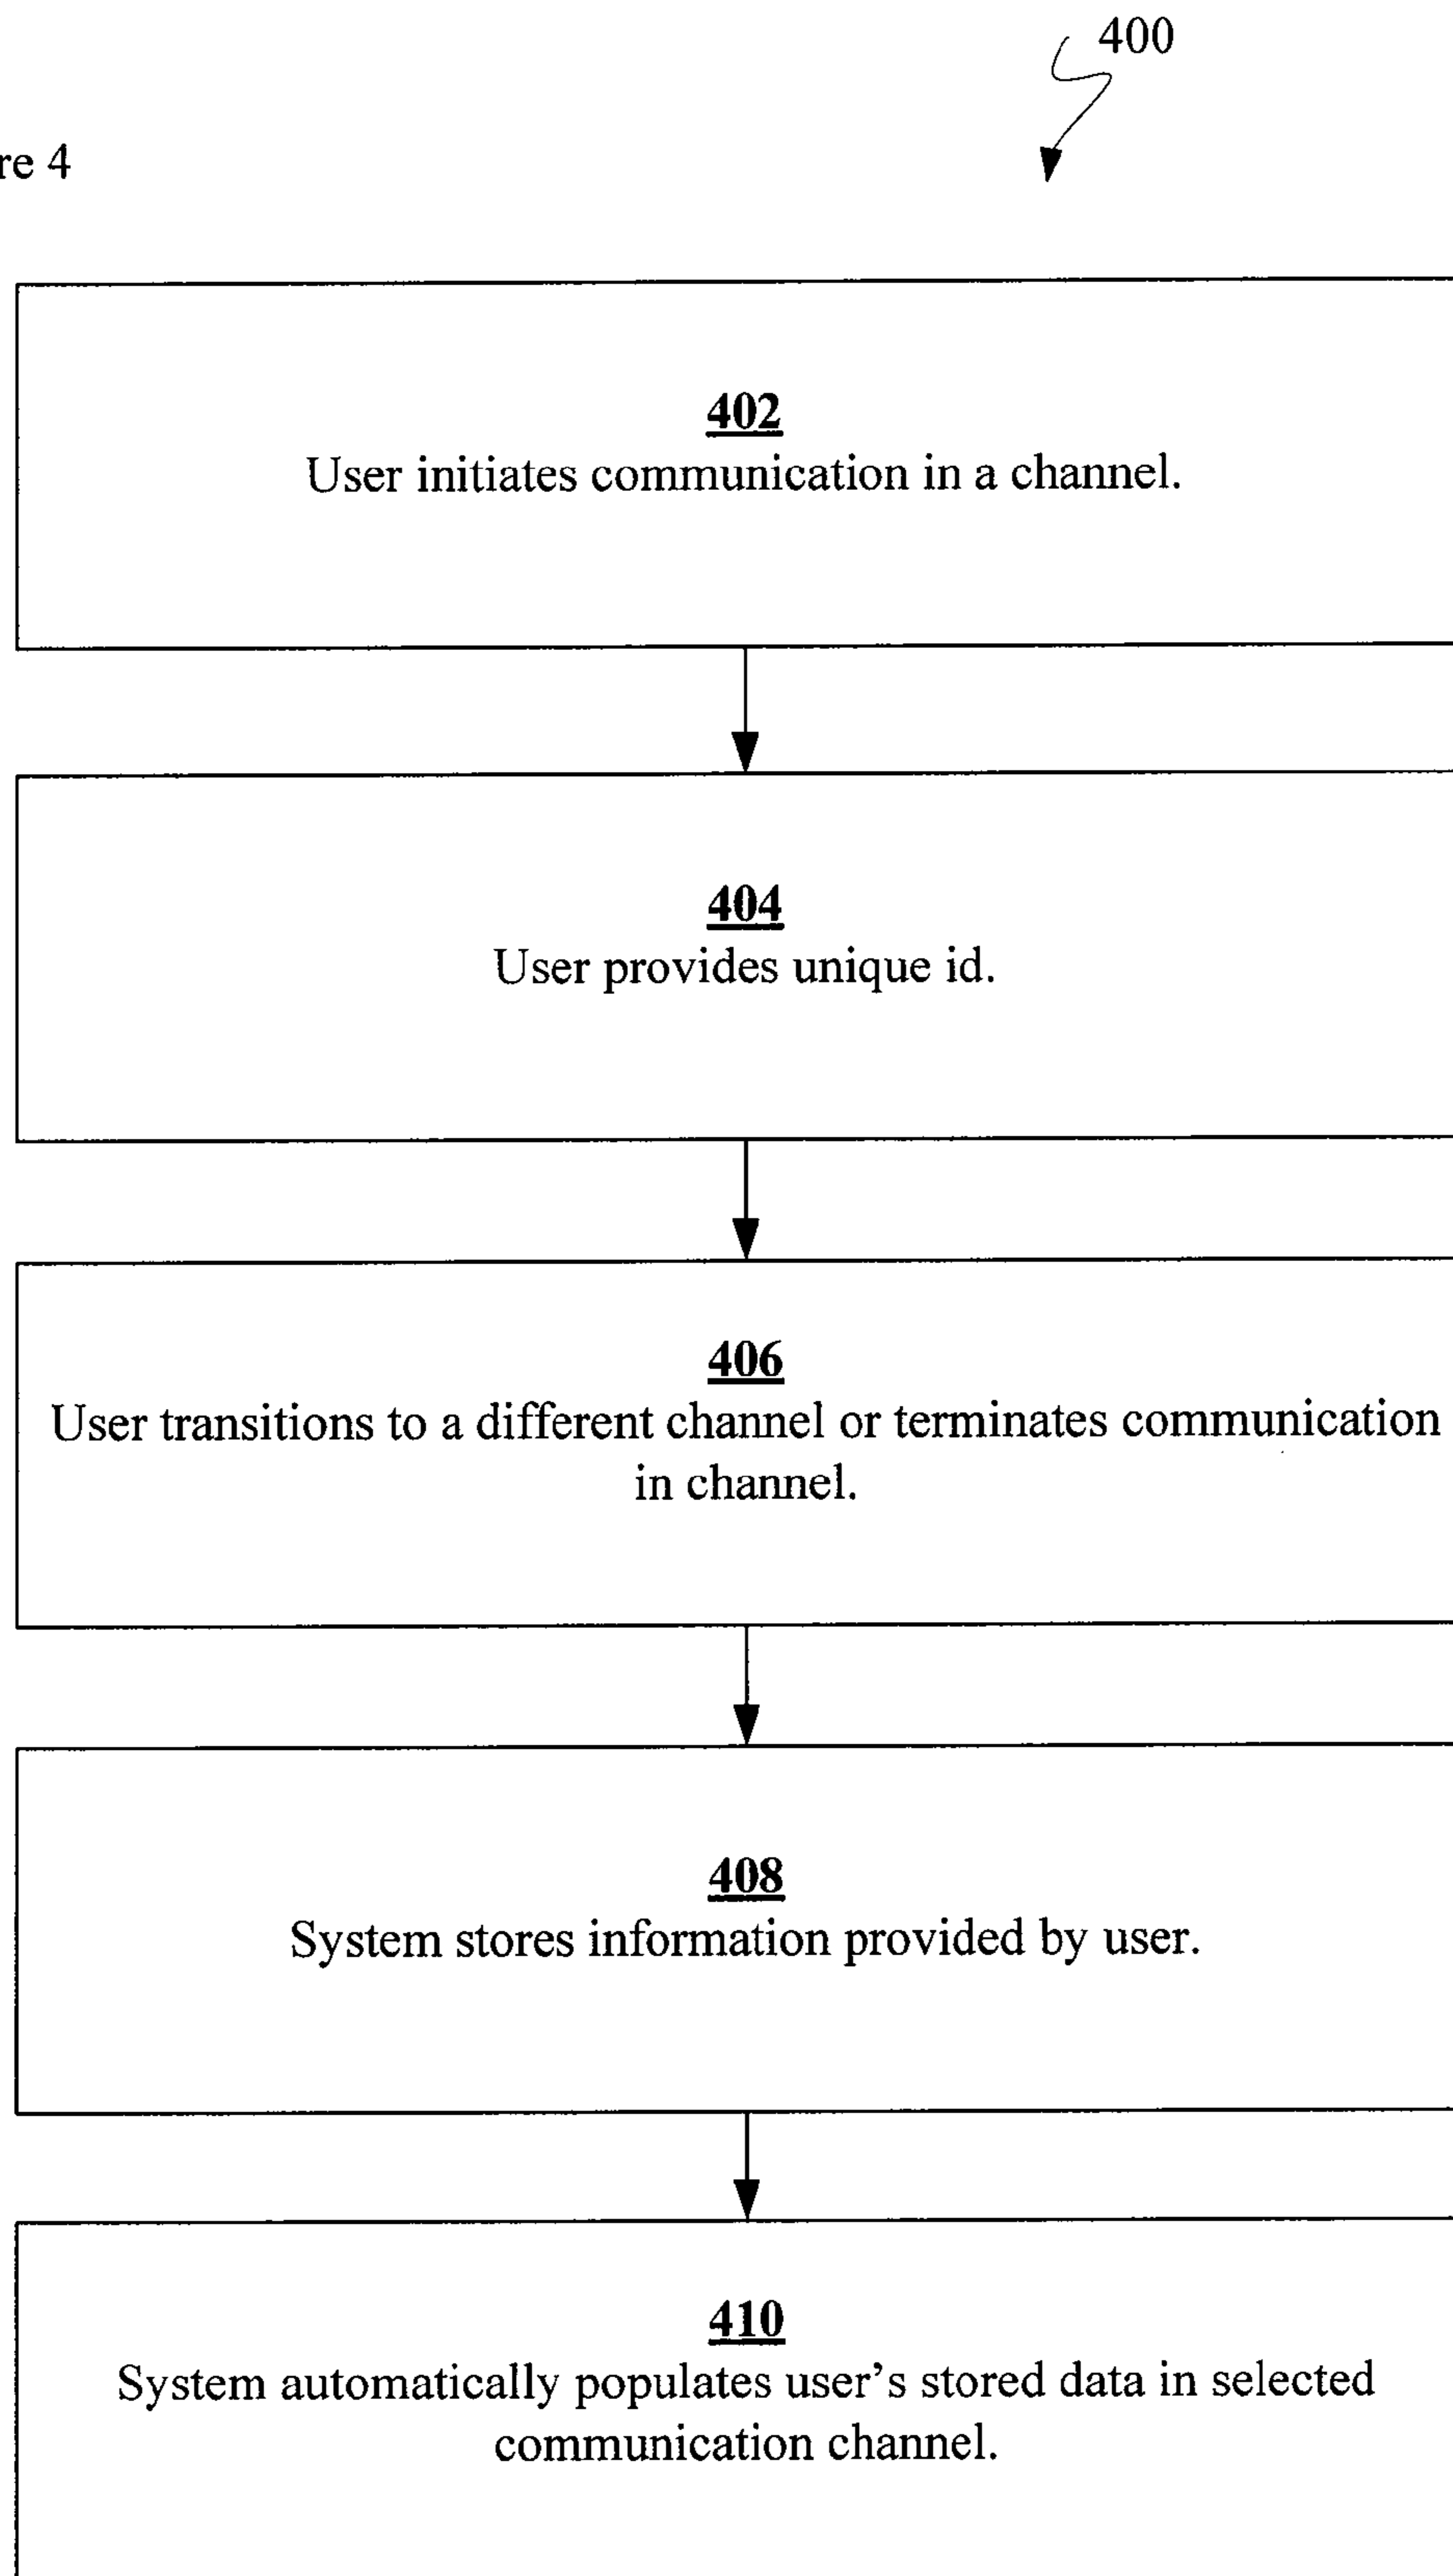 400
re 4
402
User initiates communication in a channel.
404
User provides unique id.
406
User transitions to a different channel or terminates communication
in channel.
408
System stores information provided by user.
410
System automatically populates user’s stored data in selected
communication channel.